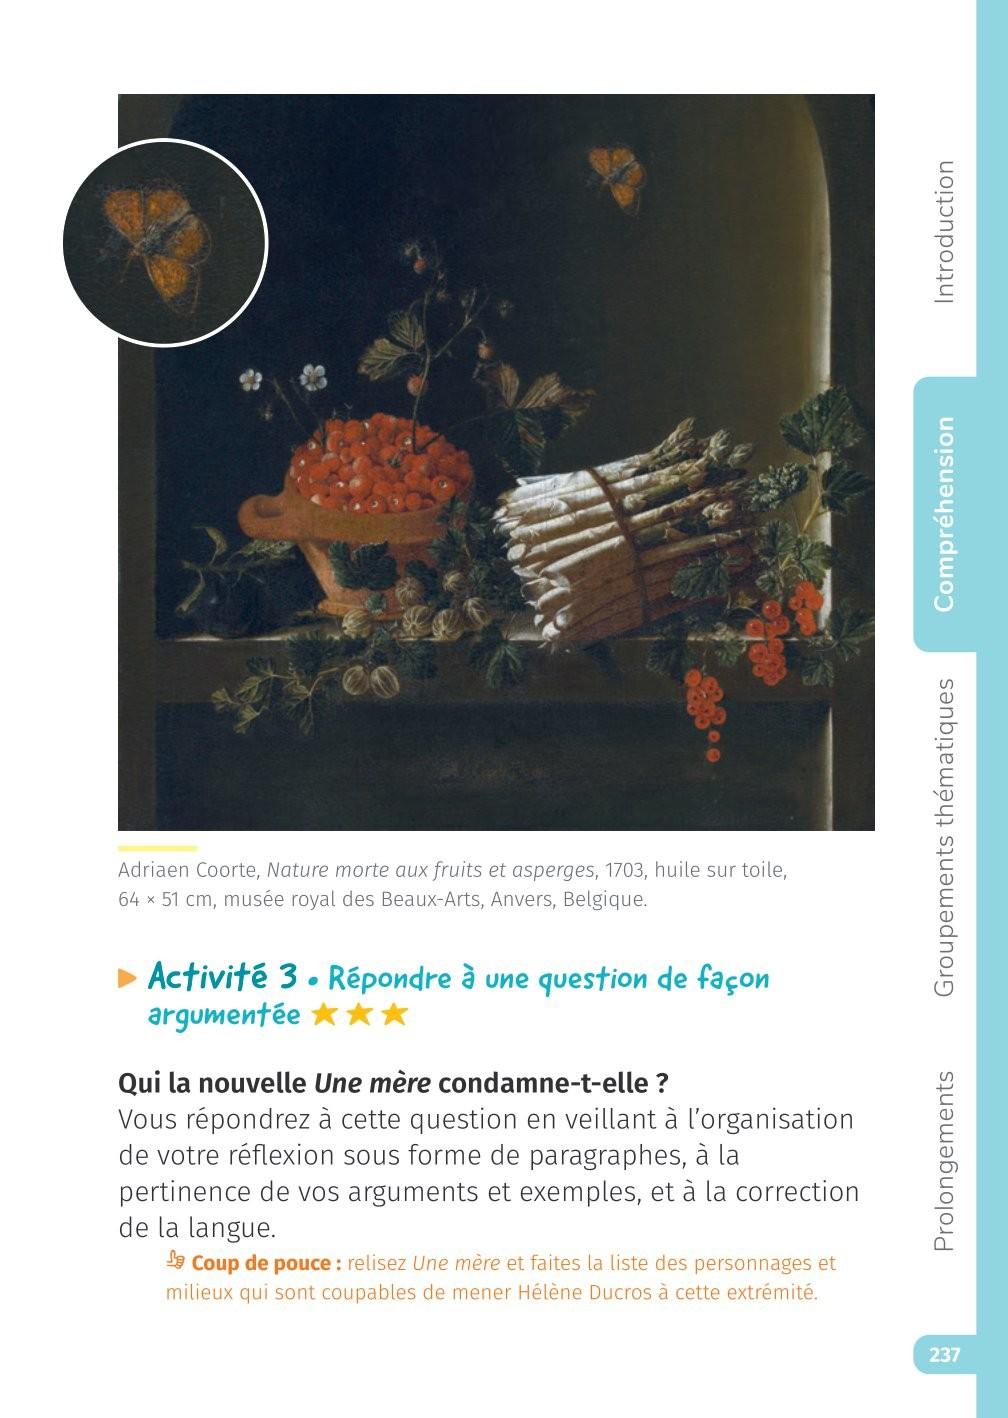 Adriaen Coorte, Nature morte aux fruits et asperges, 1703, huile sur toile,
64 × 51 cm, musée royal des Beaux-Arts, Anvers, Belgique.
Activité 3 • Répondre à une question de façon
argumentée
Qui la nouvelle Une mère condamne-t-elle ?
Vous répondrez à cette question en veillant à l’organisation
de votre réflexion sous forme de paragraphes, à la
pertinence de vos arguments et exemples, et à la correction
de la langue.
Coup de pouce : relisez Une mère et faites la liste des personnages et
milieux qui sont coupables de mener Hélène Ducros à cette extrémité.
Introduction
Compréhension
Groupements thématiques
Prolongements
237